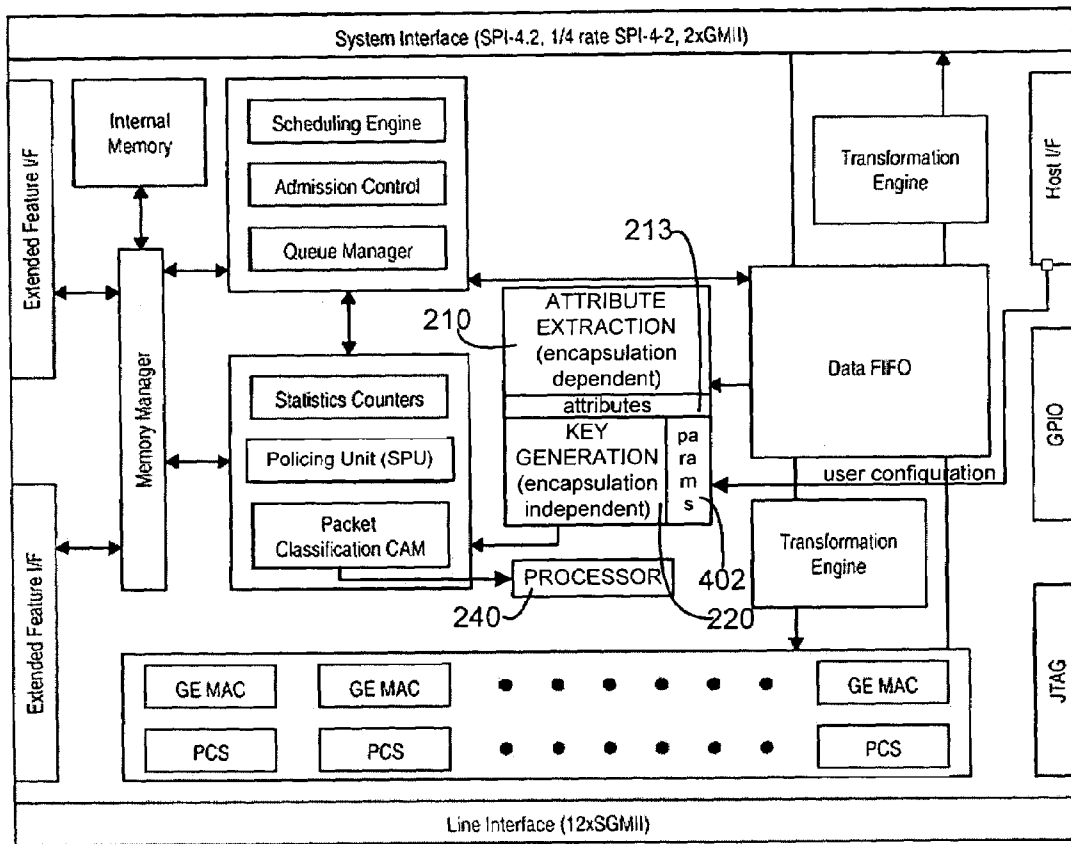 System Interface (SPI-4.2, 1/4 rate SPI-4-2, 2xGMII)
Extended Feature I/F
Internal
Memory
Scheduling Engine
Admission Control
Queue Manager
Transformation
Engine
Host I/F
213
210
ATTRIBUTE
EXTRACTION
(encapsulation
dependent)
attributes
Data FIFO
Memory Manager
Statistics Counters
Policing Unit (SPU)
Packet
Classification CAM
KEY
GENERATION
(encapsulation
independent)
pa
ra
m
s
user configuration
GPIO
Extended Feature I/F
PROCESSOR
240
220
402
Transformation
Engine
JTAG
GE MAC
GE MAC
GE MAC
PCS
PCS
PCS
Line Interface (12xSGMII)